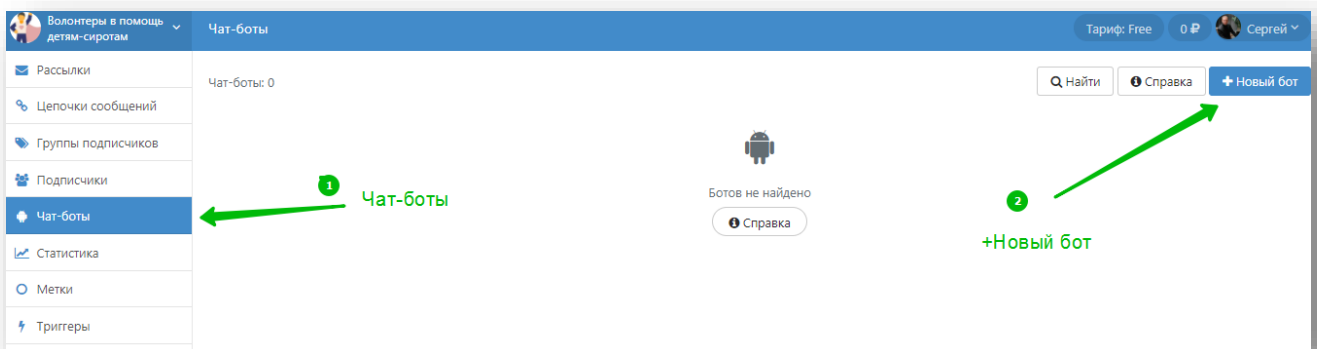 Волонтеры в помощь
детям-сиротам
Чат-боты
Тариф: Free
0 ₽
Сергей
Рассылки
Чат-боты: 0
Найти
Справка
Новый бот
Цепочки сообщений
Группы подписчиков
Подписчики
1
Чат-боты
Ботов не найдено
2
Чат-боты
Справка
+Новый бот
Статистика
Метки
Триггеры